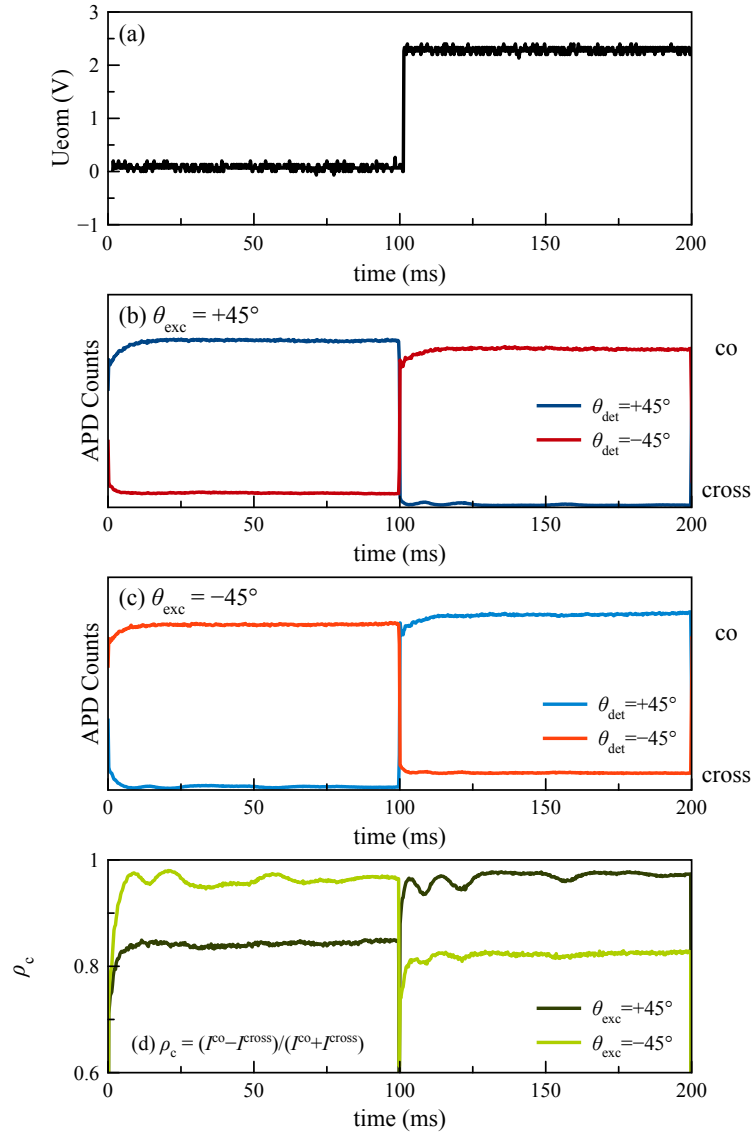 (a)
Ueom (V)
3
2
1
0
−1
0 50 100 150 200
time (ms)
(b) θexc = +45°
APD Counts
co
θdet=+45°
θdet=−45°
cross
0 50 100 150 200
time (ms)
(c) θexc = −45°
APD Counts
co
θdet=+45°
θdet=−45°
cross
0 50 100 150 200
time (ms)
1
0.8
0.6
ρc
θexc=+45°
θexc=−45°
(d) ρc = (Ico−Icross)/(Ico+Icross)
0 50 100 150 200
time (ms)